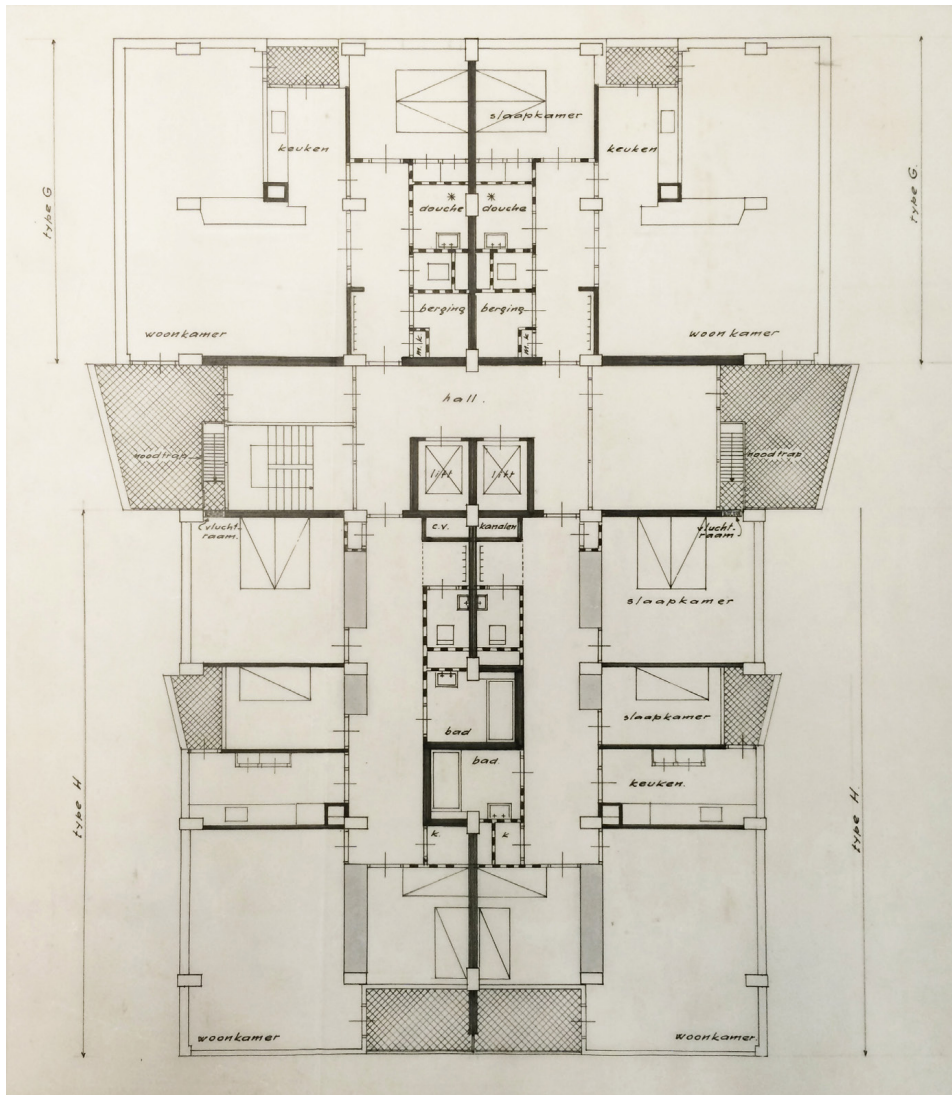 slaapkamer
keuken
keuken
type G.
type G.
douche
douche
berging
berging
woonkamer
woonkamer
m.k
m.k
hall.
lift
lift
noodtrap
noodtrap
vlucht-
raam.
c.v.
kanalen
vlucht-
raam.
slaapkamer
slaapkamer
bad
bad.
keuken.
type H
type H
k.
k
woonkamer
woonkamer